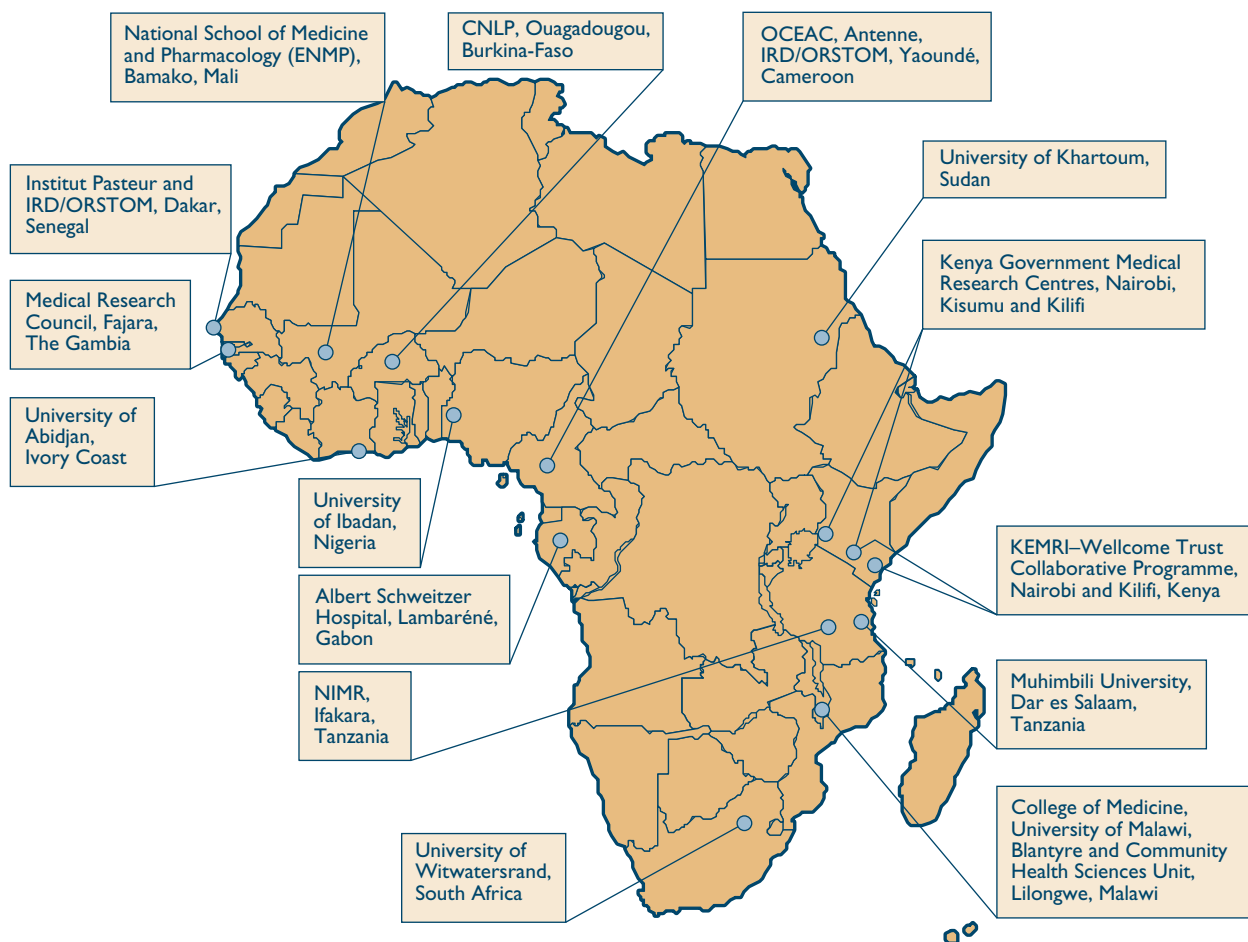 National School of Medicine
and Pharmacology (ENMP),
Bamako, Mali
CNLP, Ouagadougou,
Burkina-Faso
OCEAC, Antenne,
IRD/ORSTOM, Yaoundé,
Cameroon
University of Khartoum,
Sudan
Institut Pasteur and
IRD/ORSTOM, Dakar,
Senegal
Kenya Government Medical
Research Centres, Nairobi,
Kisumu and Kilifi
Medical Research
Council, Fajara,
The Gambia
University of
Abidjan,
Ivory Coast
University
of Ibadan,
Nigeria
KEMRI–Wellcome Trust
Collaborative Programme,
Nairobi and Kilifi, Kenya
Albert Schweitzer
Hospital, Lambaréné,
Gabon
Muhimbili University,
Dar es Salaam,
Tanzania
NIMR,
Ifakara,
Tanzania
College of Medicine,
University of Malawi,
Blantyre and Community
Health Sciences Unit,
Lilongwe, Malawi
University of
Witwatersrand,
South Africa